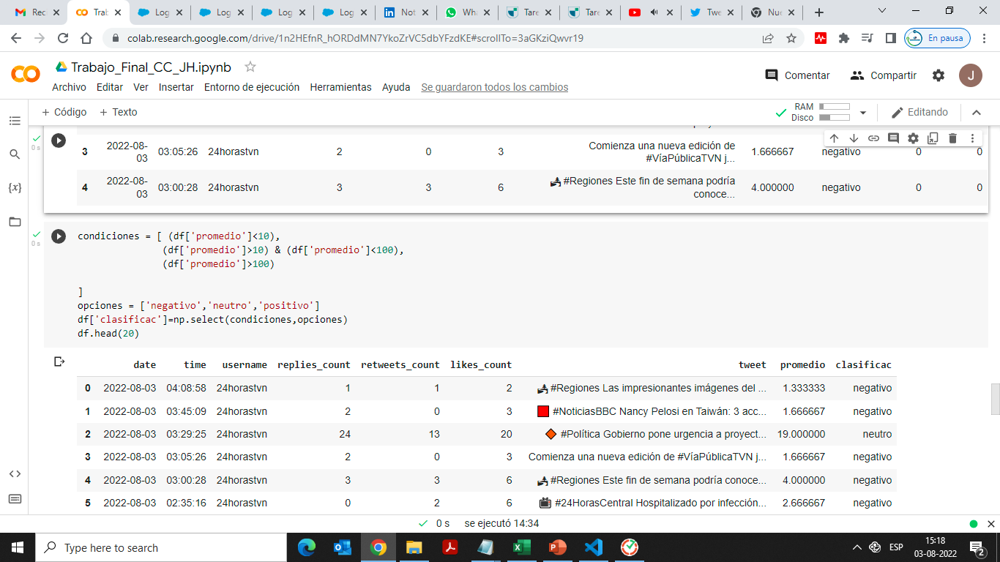 Rec
Trab
Log
Log
Log
Log
Not
Wha
Tare
Tare
Twe
Nue
colab.research.google.com/drive/1n2HEfnR_hORDdMN7YkoZrVC5dbYFzdKE#scrollTo=3aGKziQwvr19
En pausa
Trabajo_Final_CC_JH.ipynb
Archivo Editar Ver Insertar Entorno de ejecución Herramientas Ayuda Se guardaron todos los cambios
Comentar Compartir J
+ Código + Texto
RAM
Disco
Editando
0 s
3 2022-08-03 03:05:26 24horastvn 2 0 3 Comienza una nueva edición de #VíaPúblicaTVN j... 1.666667 negativo 0 0
4 2022-08-03 03:00:28 24horastvn 3 3 6 #Regiones Este fin de semana podría conoce... 4.000000 negativo 0 0
0 s
condiciones = [ (df['promedio']<10),
(df['promedio']>10) & (df['promedio']<100),
(df['promedio']>100)
]
opciones = ['negativo','neutro','positivo']
df['clasificac']=np.select(condiciones,opciones)
df.head(20)
date time username replies_count retweets_count likes_count tweet promedio clasificac
0 2022-08-03 04:08:58 24horastvn 1 1 2 #Regiones Las impresionantes imágenes del ... 1.333333 negativo
1 2022-08-03 03:45:09 24horastvn 2 0 3 #NoticiasBBC Nancy Pelosi en Taiwán: 3 acc... 1.666667 negativo
2 2022-08-03 03:29:25 24horastvn 24 13 20 #Política Gobierno pone urgencia a proyect... 19.000000 neutro
3 2022-08-03 03:05:26 24horastvn 2 0 3 Comienza una nueva edición de #VíaPúblicaTVN j... 1.666667 negativo
4 2022-08-03 03:00:28 24horastvn 3 3 6 #Regiones Este fin de semana podría conoce... 4.000000 negativo
5 2022-08-03 02:35:16 24horastvn 0 2 6 #24HorasCentral Hospitalizado por infección... 2.666667 negativo
0 s se ejecutó 14:34
Type here to search
ESP
15:18
03-08-2022
2